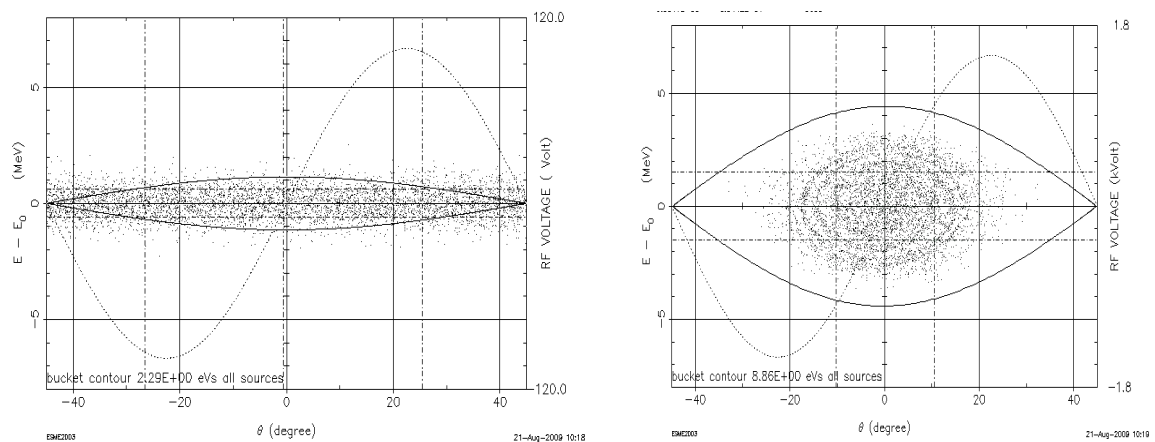 120.0
5
0
-5
E - E₀ (MeV)
RF VOLTAGE ( Volt)
bucket contour 2.29E+00 eVs all sources
-120.0
-40
-20
0
20
40
θ (degree)
ESME2003
21-Aug-2009 10:18
1.8
5
0
-5
E - E₀ (MeV)
RF VOLTAGE (kVolt)
bucket contour 8.86E+00 eVs all sources
-1.8
-40
-20
0
20
40
θ (degree)
ESME2003
21-Aug-2009 10:19